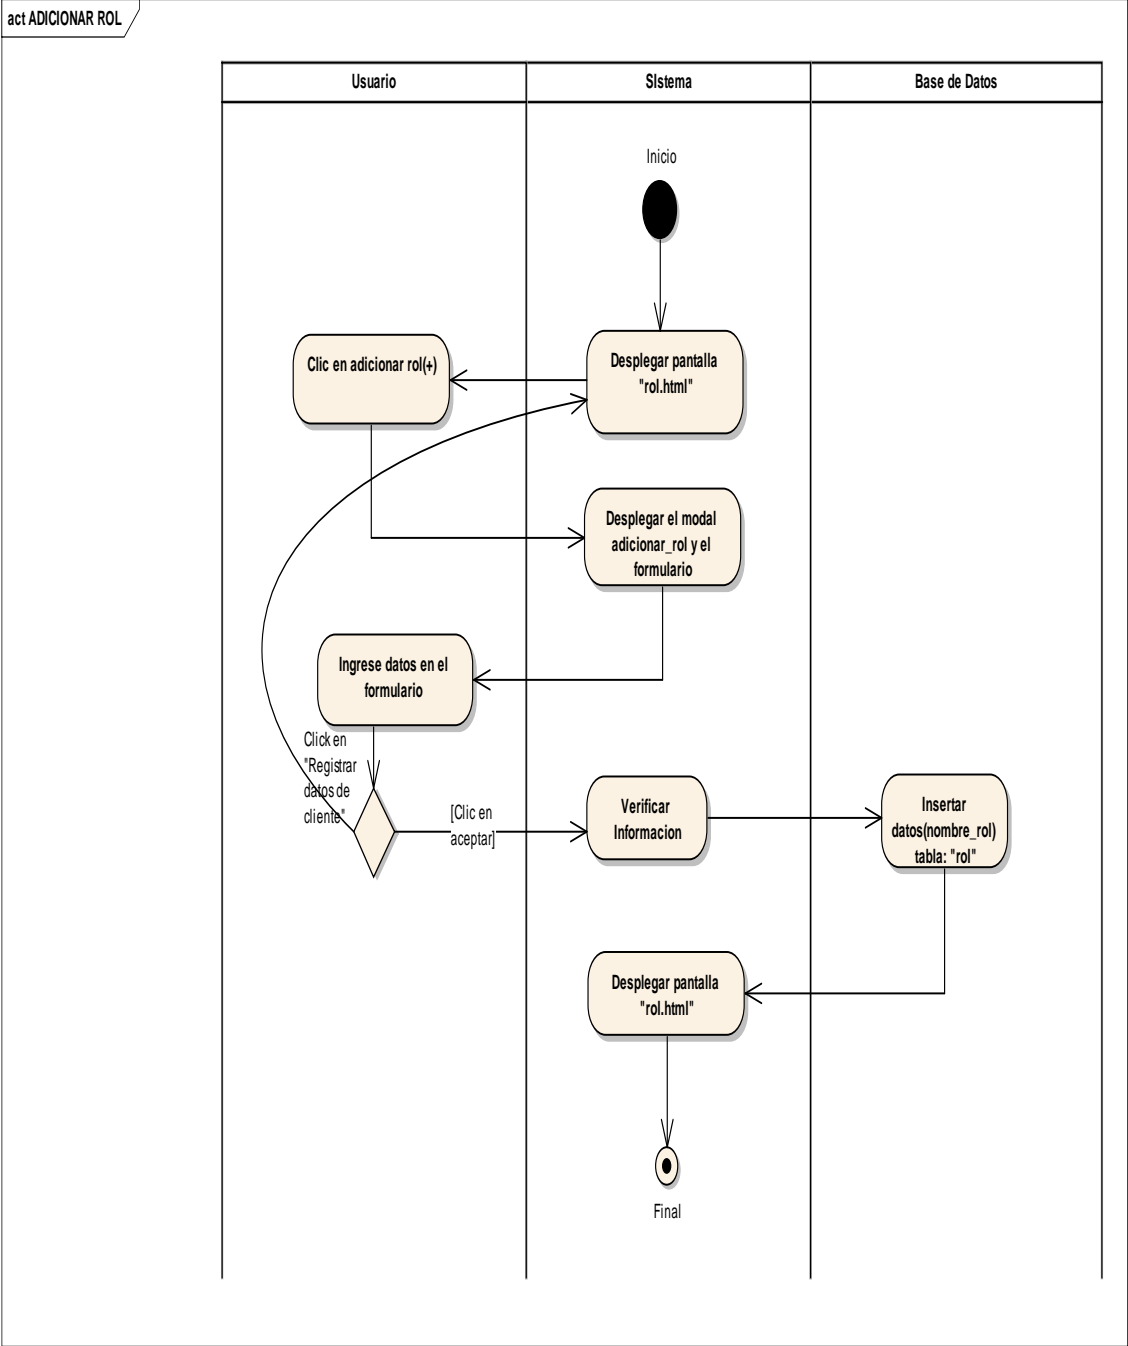 act ADICIONAR ROL
Usuario
SIstema
Base de Datos
Inicio
Clic en adicionar rol(+)
Desplegar pantalla
"rol.html"
Desplegar el modal
adicionar_rol y el
formulario
Ingrese datos en el
formulario
Click en
"Registrar
datos de
cliente"
[Clic en
aceptar]
Verificar
Informacion
Insertar
datos(nombre_rol)
tabla: "rol"
Desplegar pantalla
"rol.html"
Final